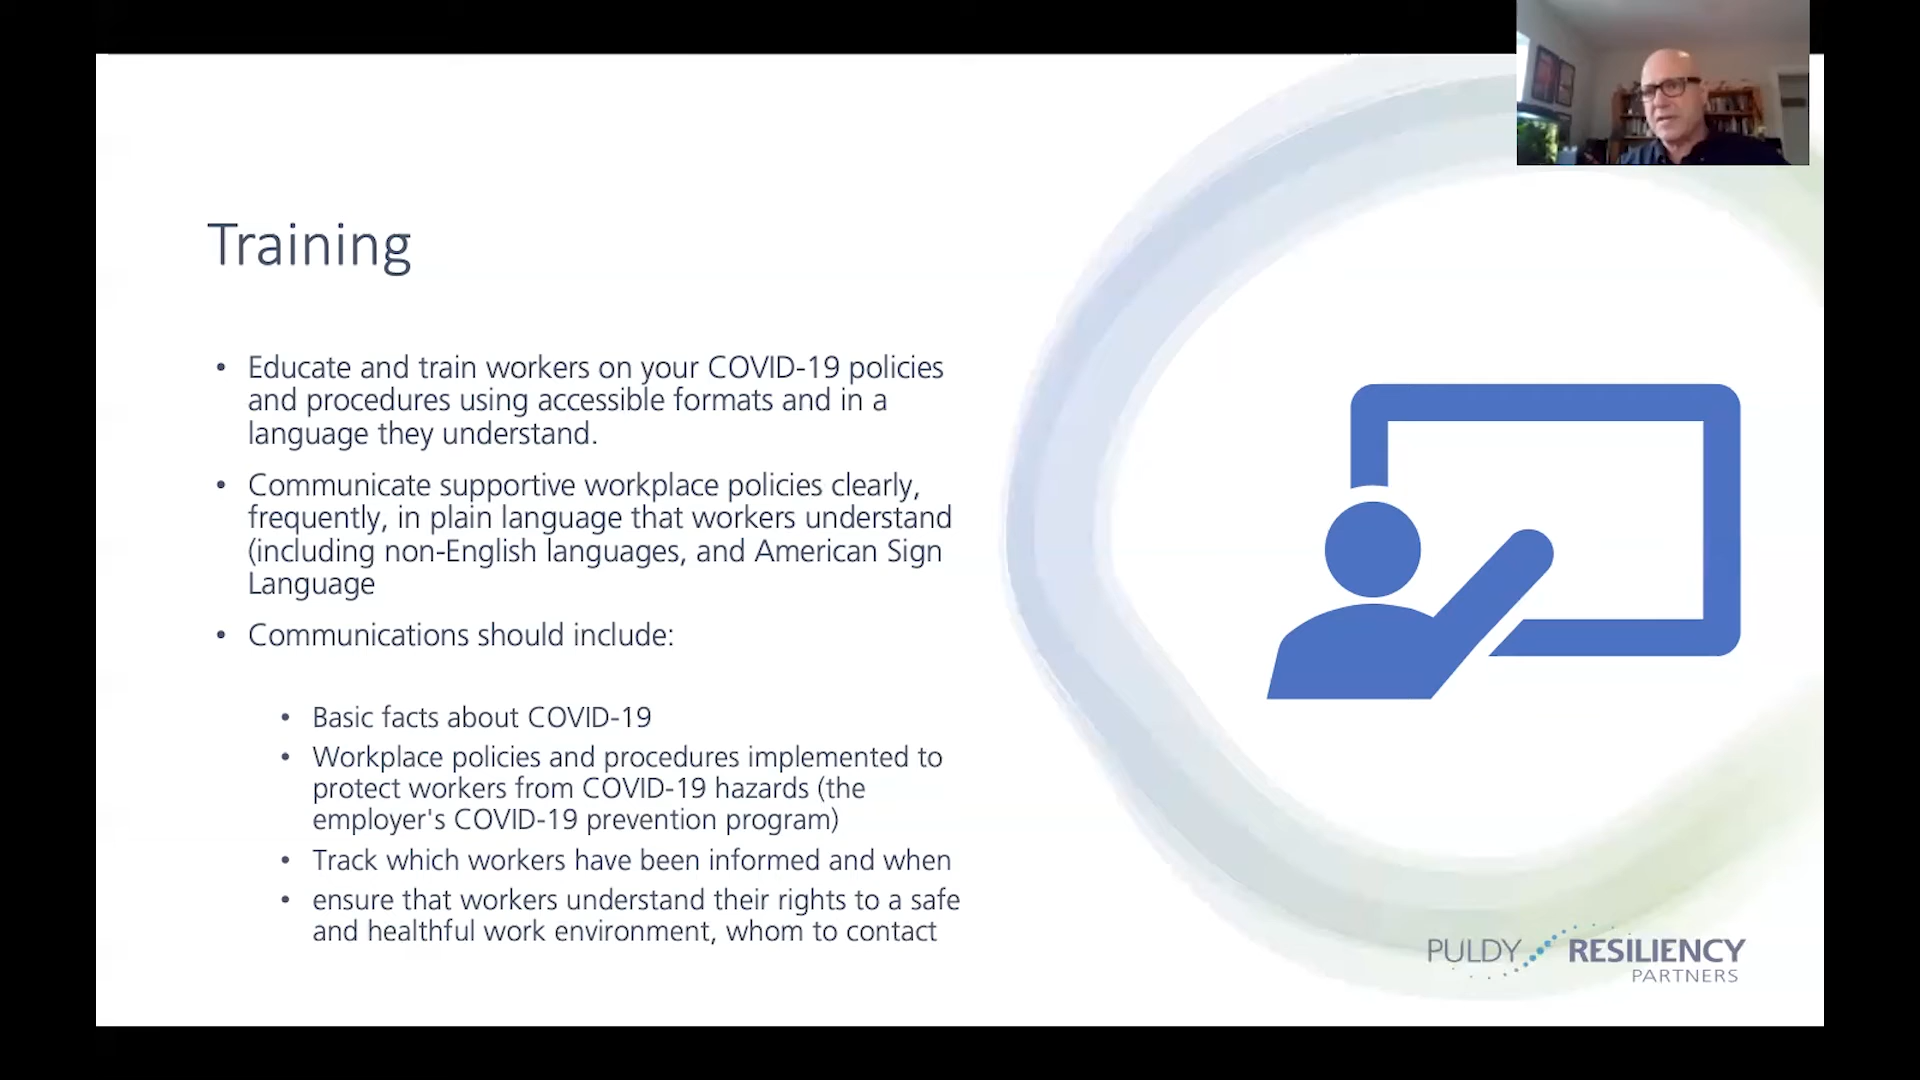 Training
• Educate and train workers on your COVID-19 policies
and procedures using accessible formats and in a
language they understand.
• Communicate supportive workplace policies clearly,
frequently, in plain language that workers understand
(including non-English languages, and American Sign
Language
• Communications should include:
• Basic facts about COVID-19
• Workplace policies and procedures implemented to
protect workers from COVID-19 hazards (the
employer's COVID-19 prevention program)
• Track which workers have been informed and when
• ensure that workers understand their rights to a safe
and healthful work environment, whom to contact
PULDY RESILIENCY
PARTNERS